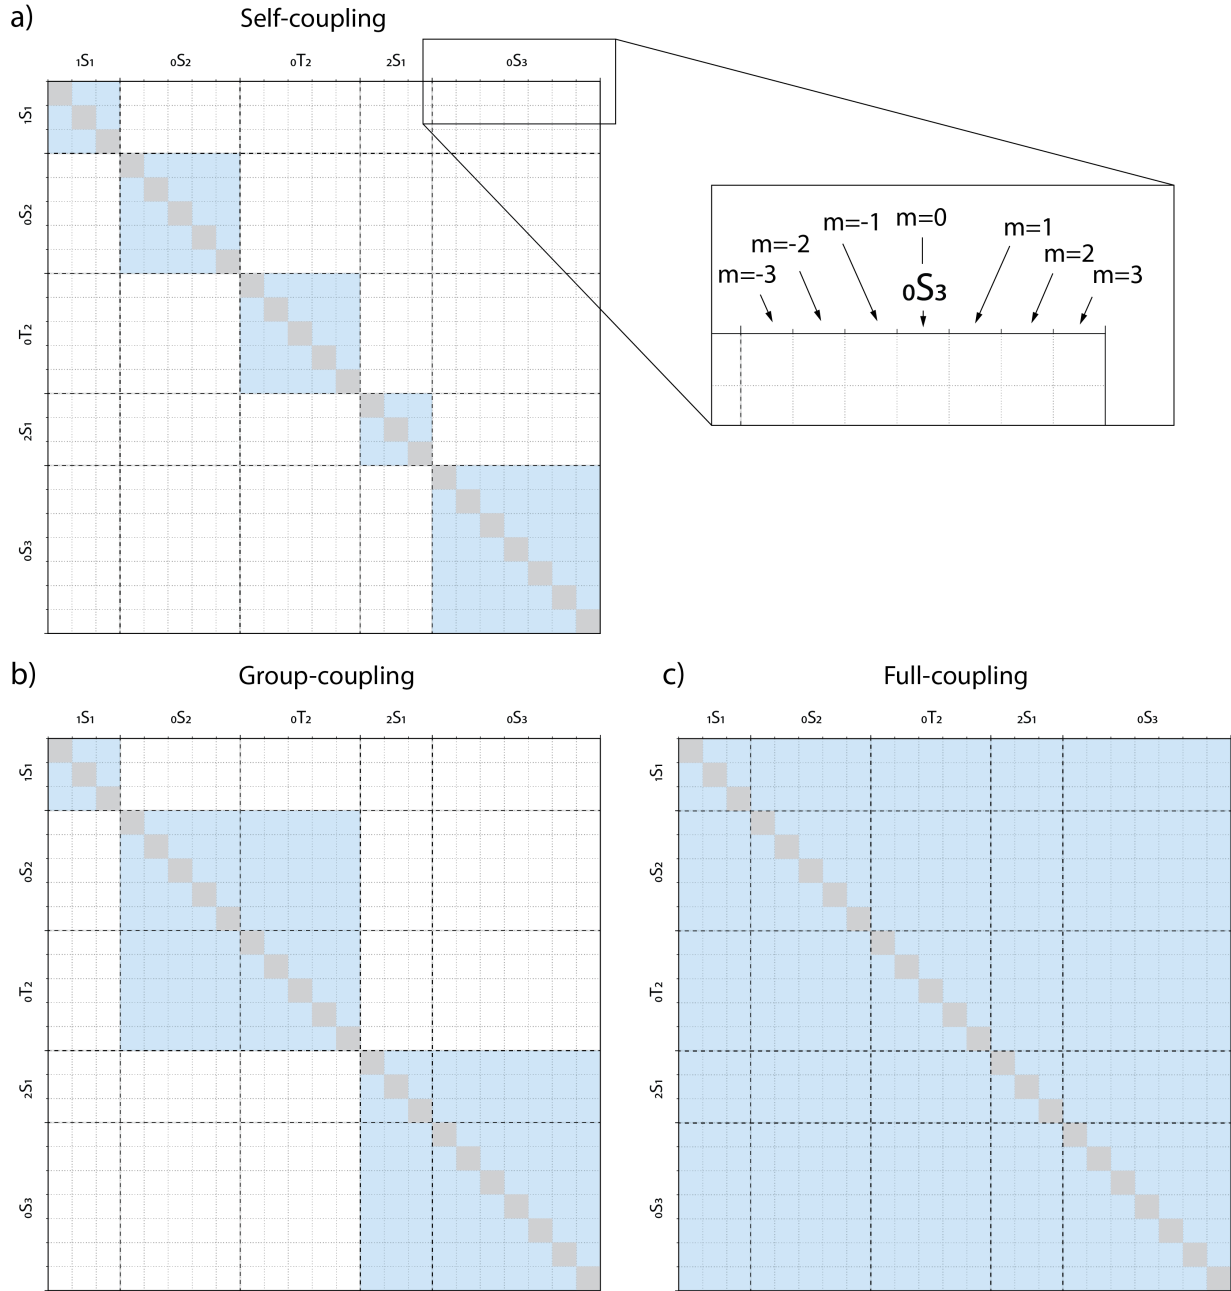 a) Self-coupling
₁S₁ ₀S₂ ₀T₂ ₂S₁ ₀S₃
₁S₁
₀S₂
₀T₂
₂S₁
₀S₃
m=-3 m=-2 m=-1 m=0 m=1 m=2 m=3
₀S₃
b) Group-coupling
₁S₁ ₀S₂ ₀T₂ ₂S₁ ₀S₃
₁S₁
₀S₂
₀T₂
₂S₁
₀S₃
c) Full-coupling
₁S₁ ₀S₂ ₀T₂ ₂S₁ ₀S₃
₁S₁
₀S₂
₀T₂
₂S₁
₀S₃